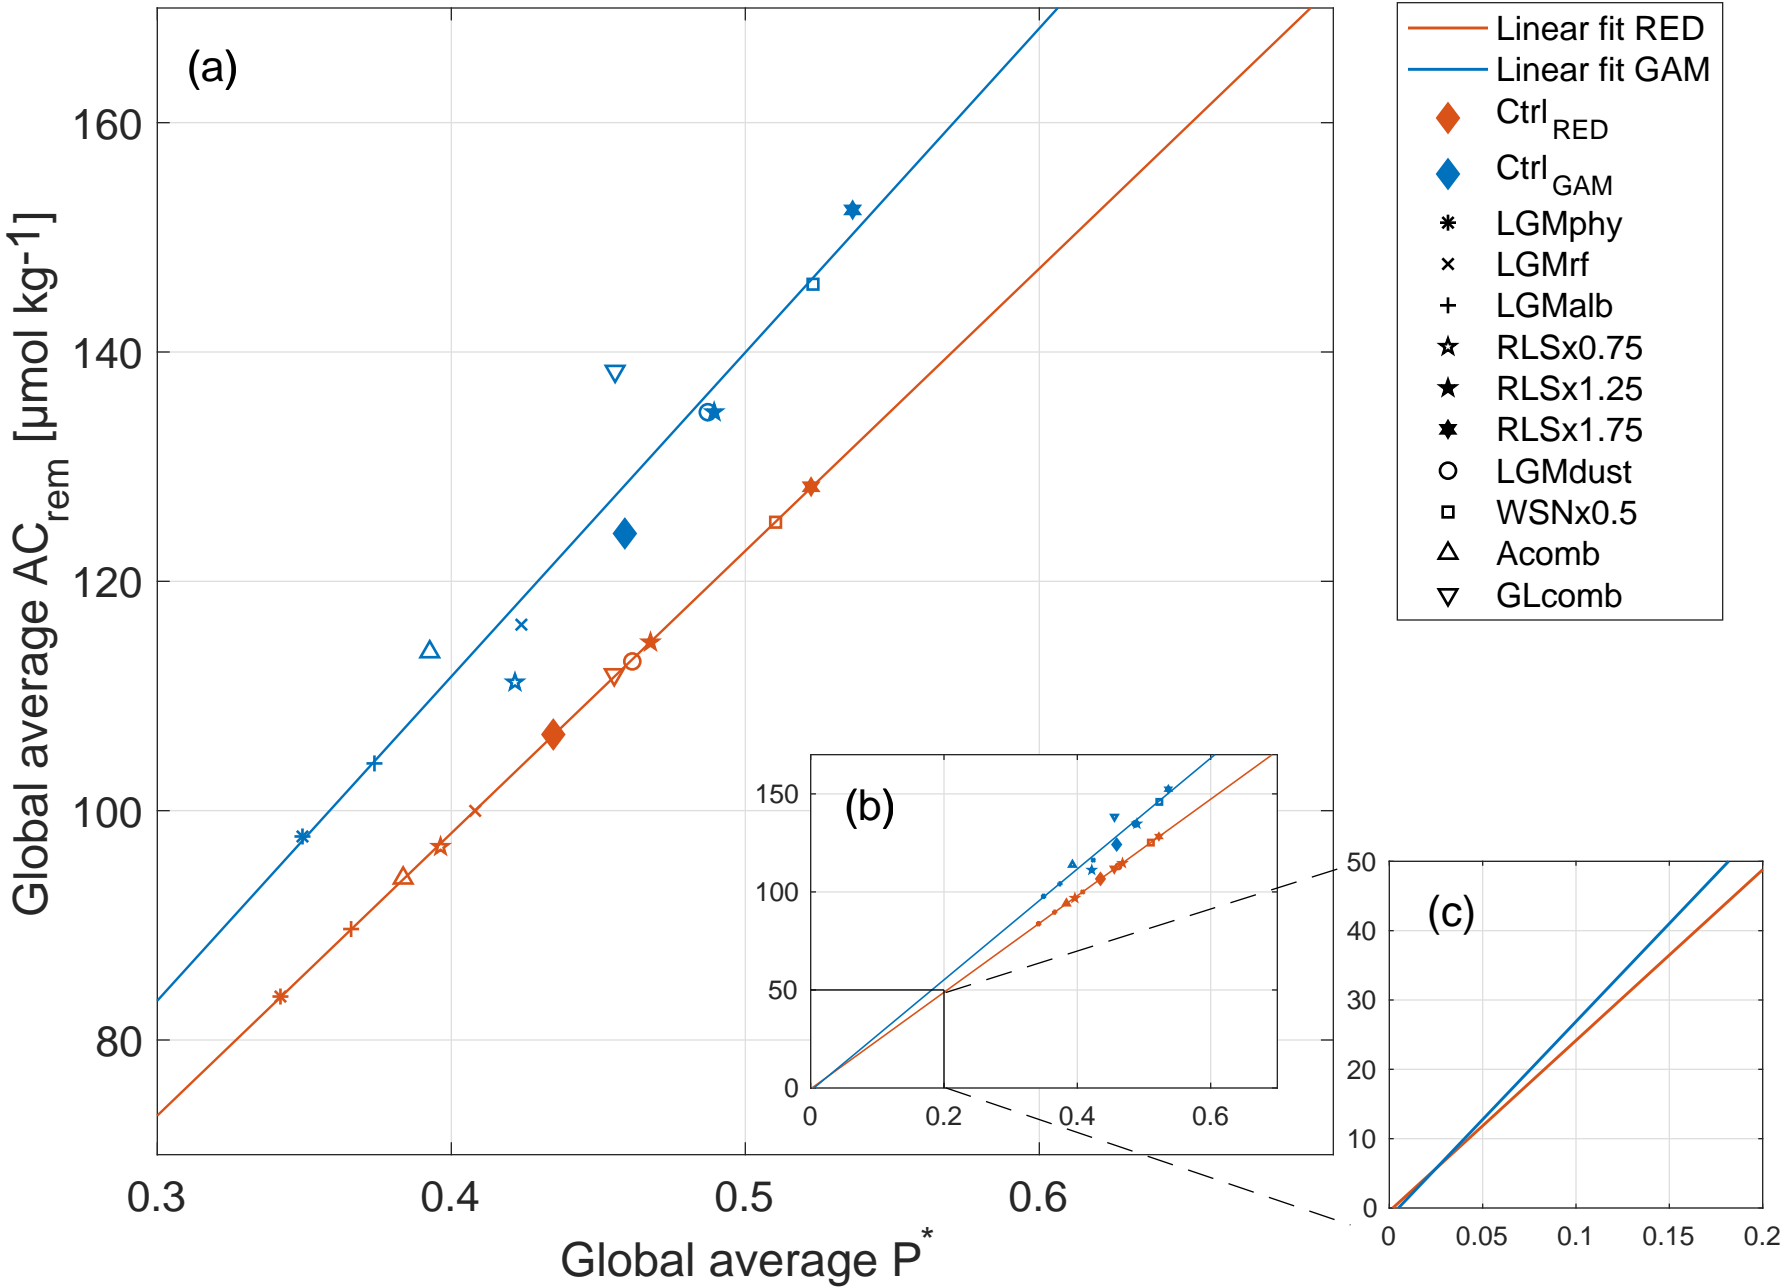 (a)
160
140
120
100
80
0.3 0.4 0.5 0.6
Global average AC_rem [µmol kg-1]
Global average P*
Linear fit RED
Linear fit GAM
Ctrl_RED
Ctrl_GAM
LGMphy
LGMrf
LGMalb
RLSx0.75
RLSx1.25
RLSx1.75
LGMdust
WSNx0.5
Acomb
GLcomb
(b)
150
100
50
0
0 0.2 0.4 0.6
(c)
50
40
30
20
10
0
0 0.05 0.1 0.15 0.2